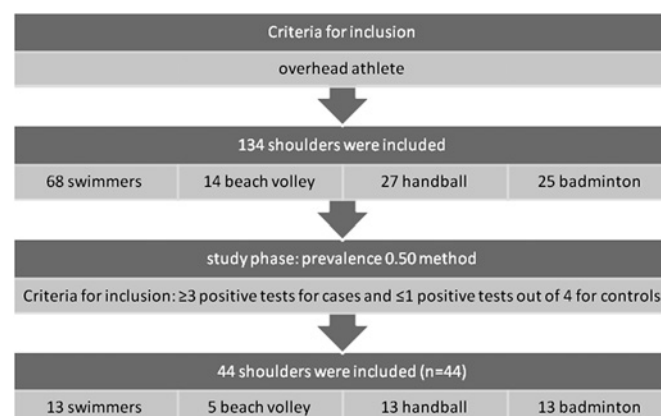 Criteria for inclusion
overhead athlete
134 shoulders were included
68 swimmers 14 beach volley 27 handball 25 badminton
study phase: prevalence 0.50 method
Criteria for inclusion: ≥3 positive tests for cases and ≤1 positive tests out of 4 for controls
44 shoulders were included (n=44)
13 swimmers 5 beach volley 13 handball 13 badminton